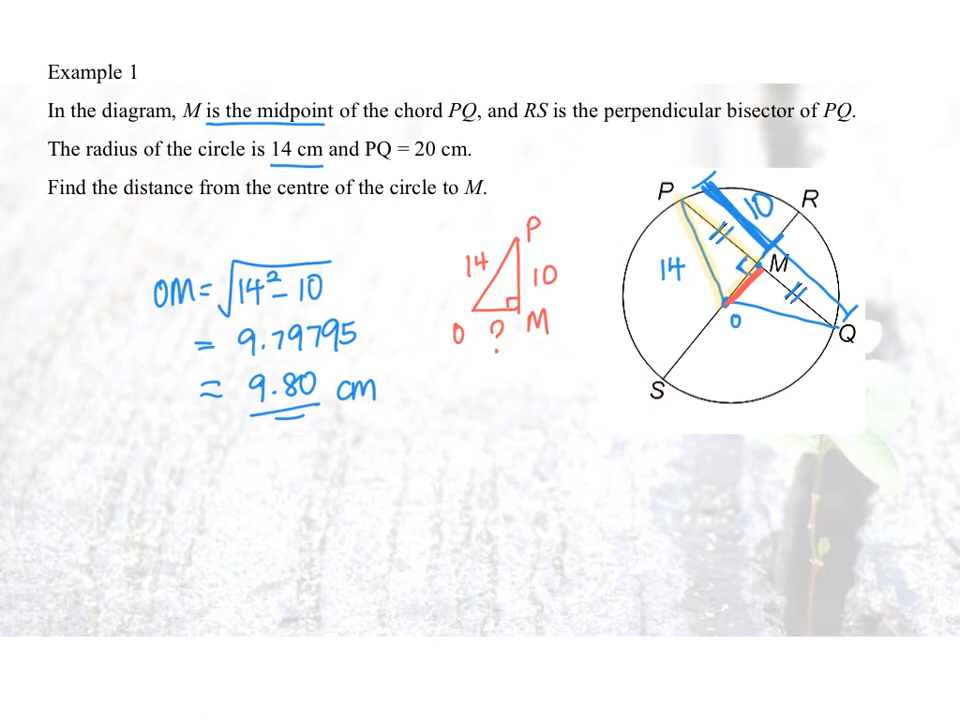 Example 1
In the diagram, M is the midpoint of the chord PQ, and RS is the perpendicular bisector of PQ.
The radius of the circle is 14 cm and PQ = 20 cm.
Find the distance from the centre of the circle to M.
P
10
R
14
M
O
Q
S
P
14
10
O ? M
OM = √14² - 10
= 9.79795
= 9.80 cm